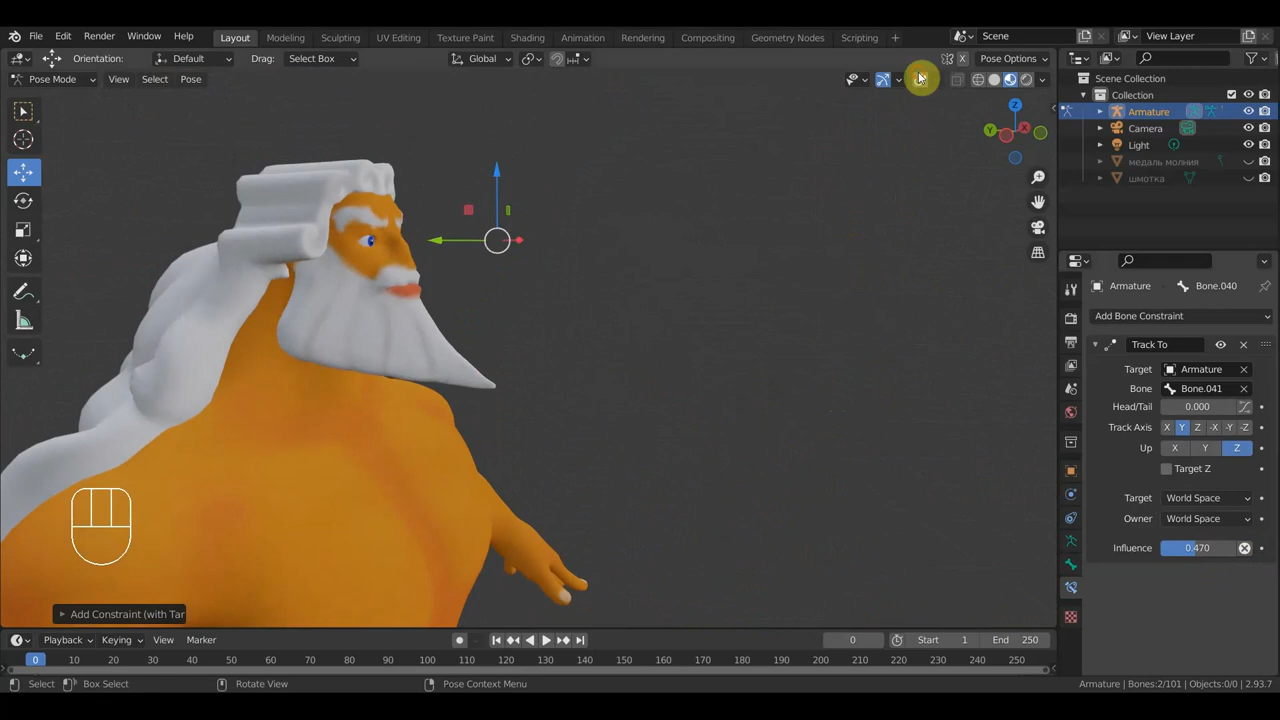 File Edit Render Window Help Layout Modeling Sculpting UV Editing Texture Paint Shading Animation Rendering Compositing Geometry Nodes Scripting + Scene View Layer
Orientation: Default Drag: Select Box Global X Pose Options
Pose Mode View Select Pose
Scene Collection
Collection
Armature
Camera
Light
медаль молния
шмотка
Z
Y
X
Armature Bone.040
Add Bone Constraint
Track To
Target Armature
Bone Bone.041
Head/Tail 0.000
Track Axis X Y Z -X -Y -Z
Up X Y Z
Target Z
Target World Space
Owner World Space
Influence 0.470
Add Constraint (with Tar
Playback Keying View Marker 0 Start 1 End 250
0 10 20 30 40 50 60 70 80 90 100 110 120 130 140 150 160 170 180 190 200 210 220 230 240 250
Select Box Select Rotate View Pose Context Menu Armature | Bones:2/101 | Objects:0/0 | 2.93.7